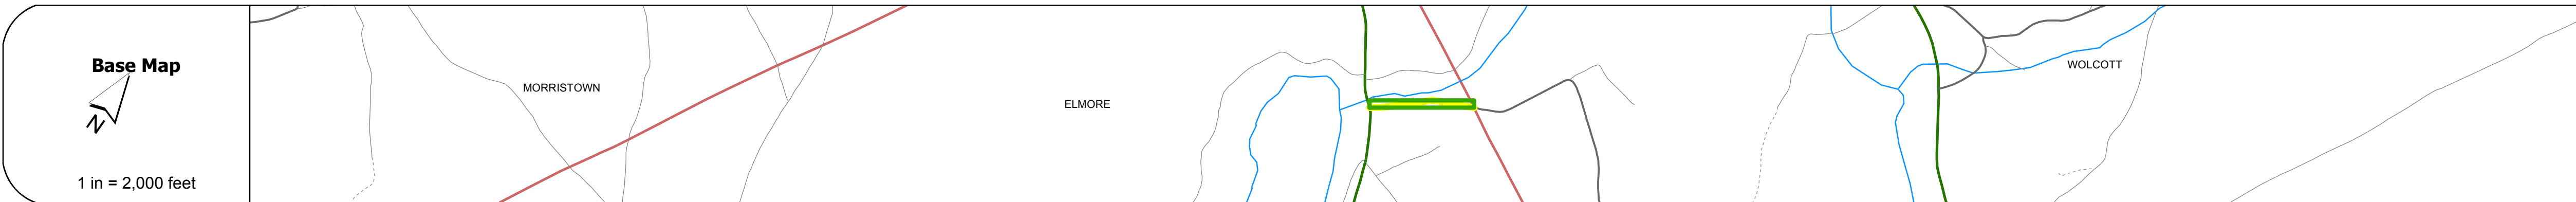 Base Map
N
1 in = 2,000 feet
MORRISTOWN
ELMORE
WOLCOTT